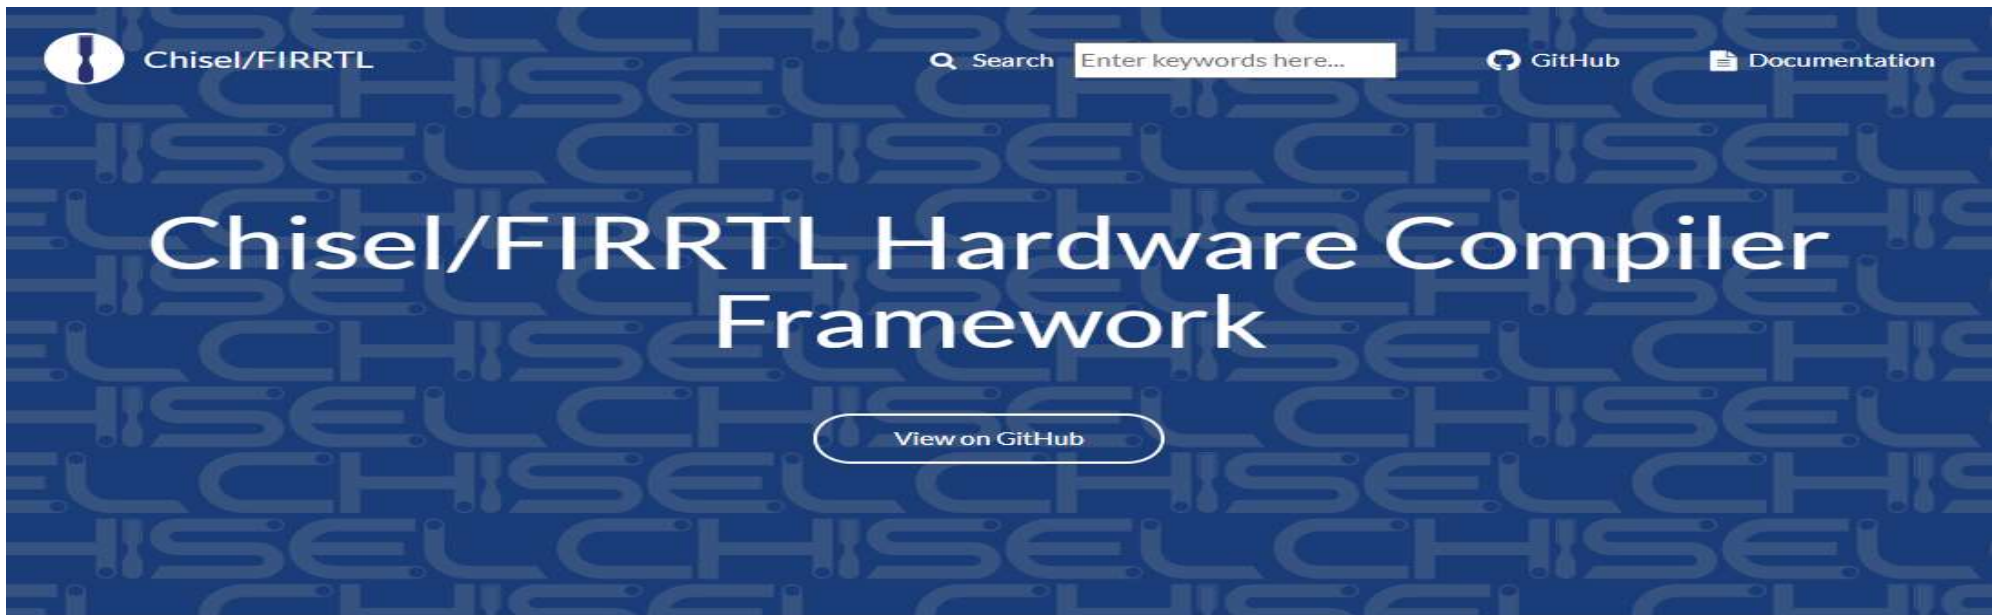 Chisel/FIRRTL
Search Enter keywords here...
GitHub
Documentation
Chisel/FIRRTL Hardware Compiler
Framework
View on GitHub